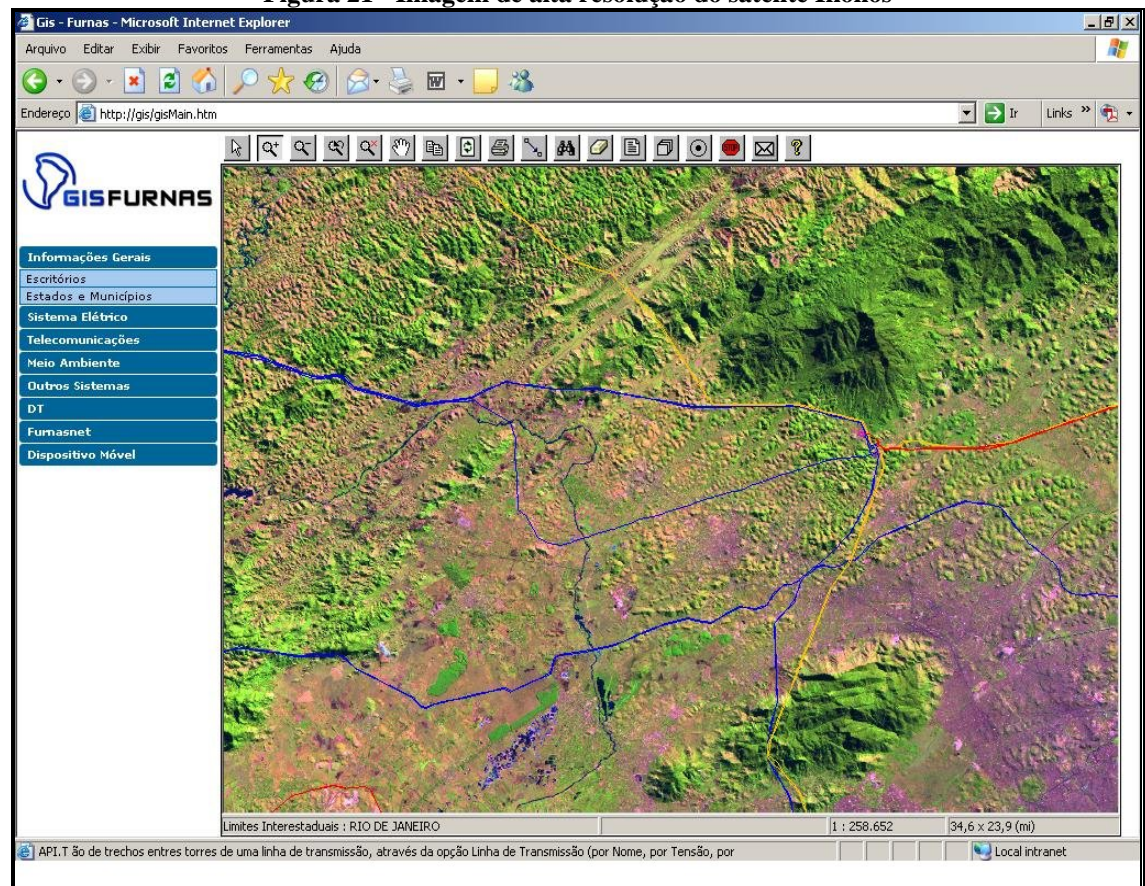 Figura 21 - Imagem de alta resolução do satélite Ikonos
Gis - Furnas - Microsoft Internet Explorer
Arquivo Editar Exibir Favoritos Ferramentas Ajuda
Endereço http://gis/gisMain.htm Ir Links »
STOP
GISFURNAS
Informações Gerais
Escritórios
Estados e Municípios
Sistema Elétrico
Telecomunicações
Meio Ambiente
Outros Sistemas
DT
Furnasnet
Dispositivo Móvel
Limites Interestaduais : RIO DE JANEIRO 1 : 258.652 34,6 x 23,9 (mi)
API.T ão de trechos entres torres de uma linha de transmissão, através da opção Linha de Transmissão (por Nome, por Tensão, por Local intranet